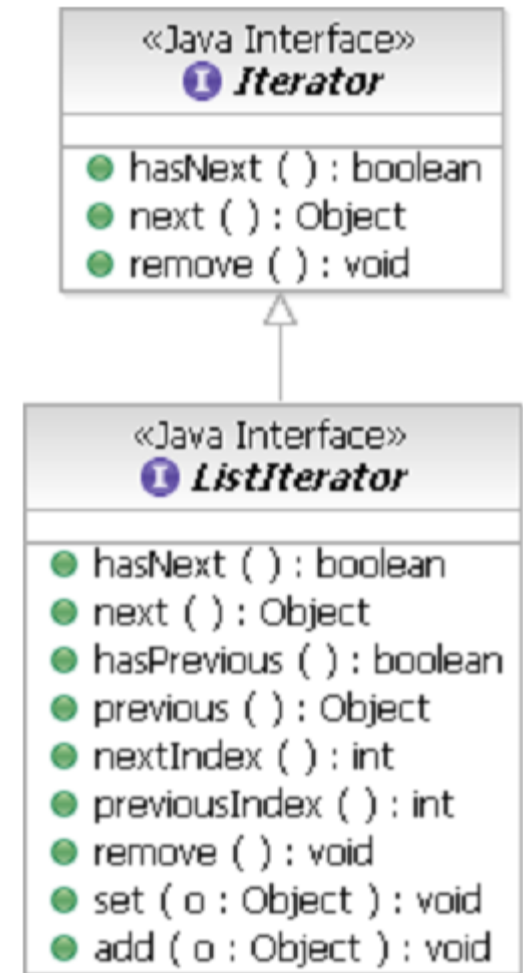 «Java Interface»
I Iterator
hasNext ( ) : boolean
next ( ) : Object
remove ( ) : void
«Java Interface»
I ListIterator
hasNext ( ) : boolean
next ( ) : Object
hasPrevious ( ) : boolean
previous ( ) : Object
nextIndex ( ) : int
previousIndex ( ) : int
remove ( ) : void
set ( o : Object ) : void
add ( o : Object ) : void